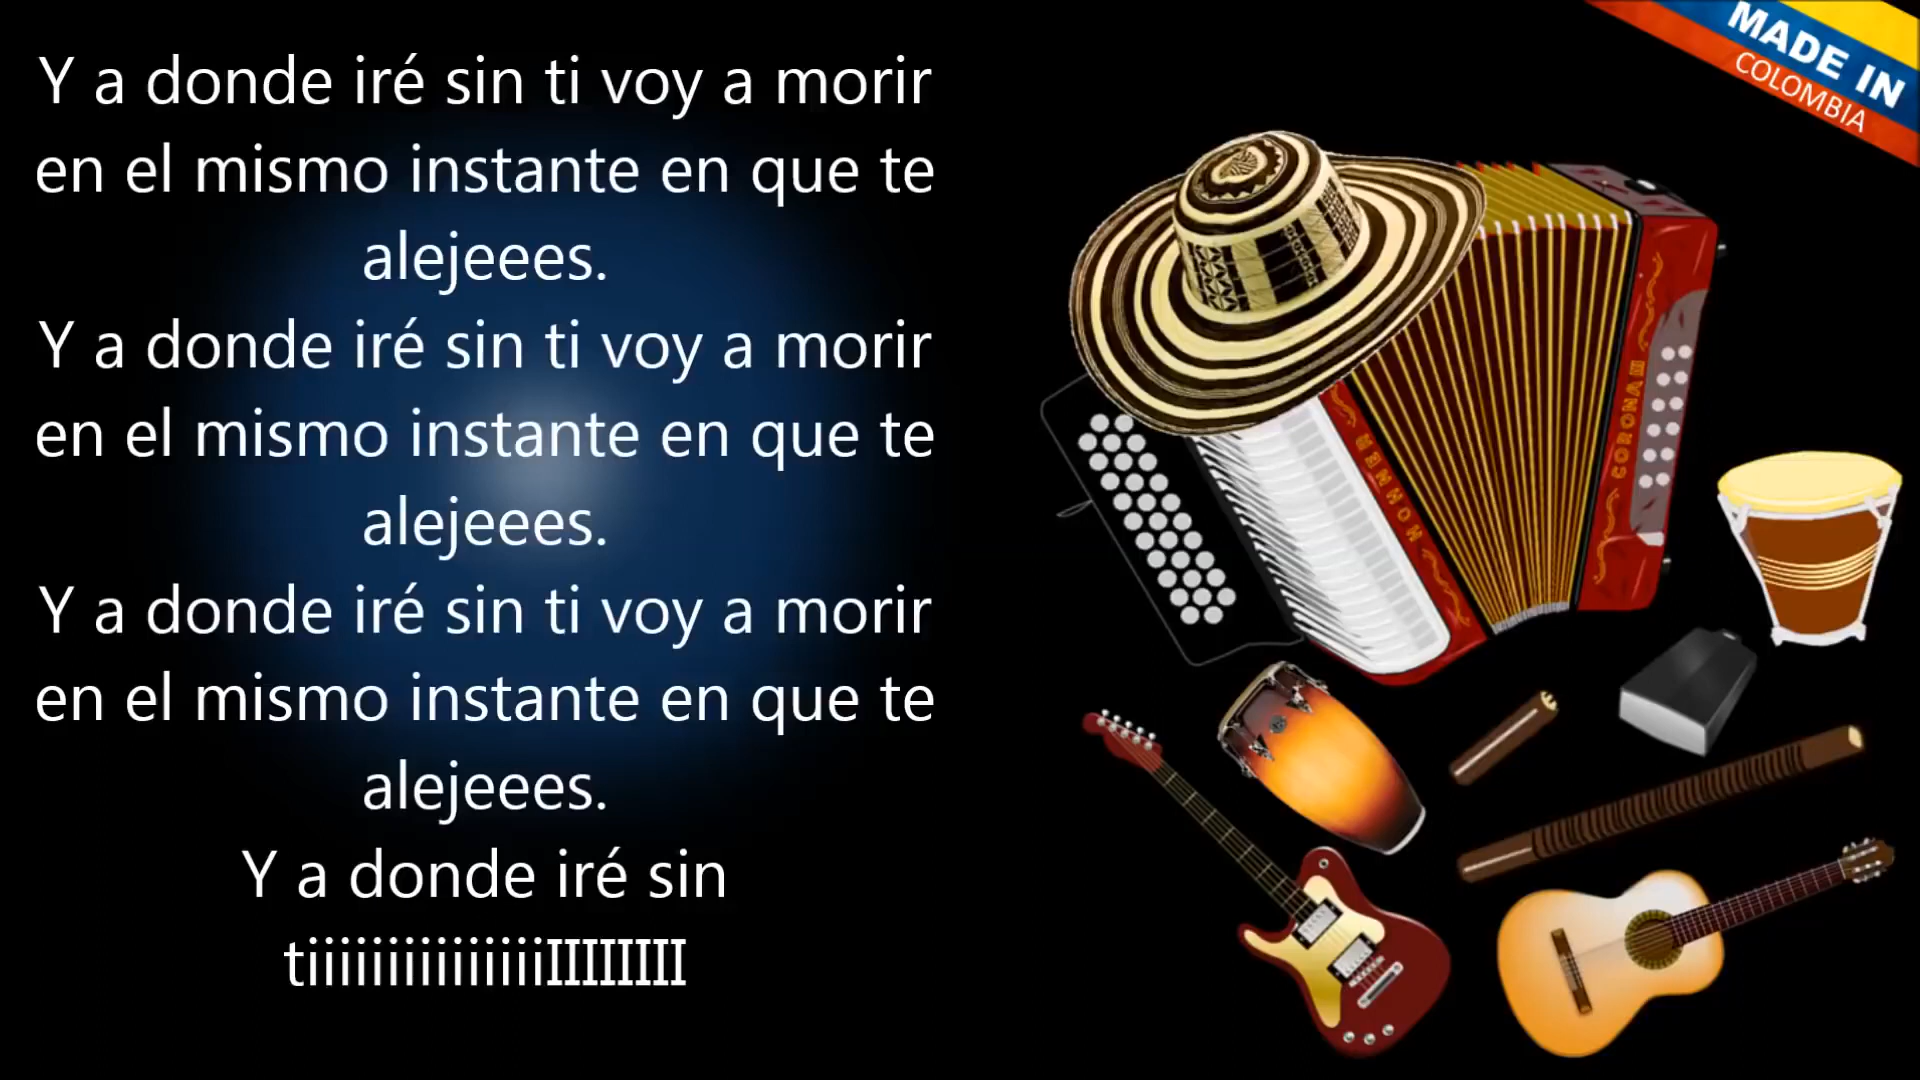 Y a donde iré sin ti voy a morir
en el mismo instante en que te
alejeees.
Y a donde iré sin ti voy a morir
en el mismo instante en que te
alejeees.
Y a donde iré sin ti voy a morir
en el mismo instante en que te
alejeees.
Y a donde iré sin
tiiiiiiiiiiiiiiiIIIIIIII
MADE IN
COLOMBIA
HOHNER
CORONA III